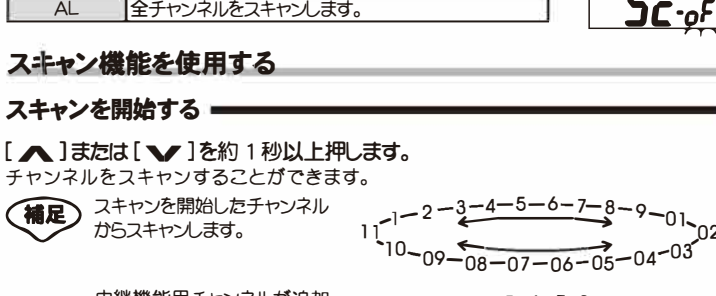 AL 全チャンネルをスキャンします。
スキャン機能を使用する
スキャンを開始する
[ ︿ ]または[ ﹀ ]を約 1 秒以上押します。
チャンネルをスキャンすることができます。
補足 スキャンを開始したチャンネル
からスキャンします。
1-2-3-4-5-6-7-8-9-01-02
11-10-09-08-07-06-05-04-03